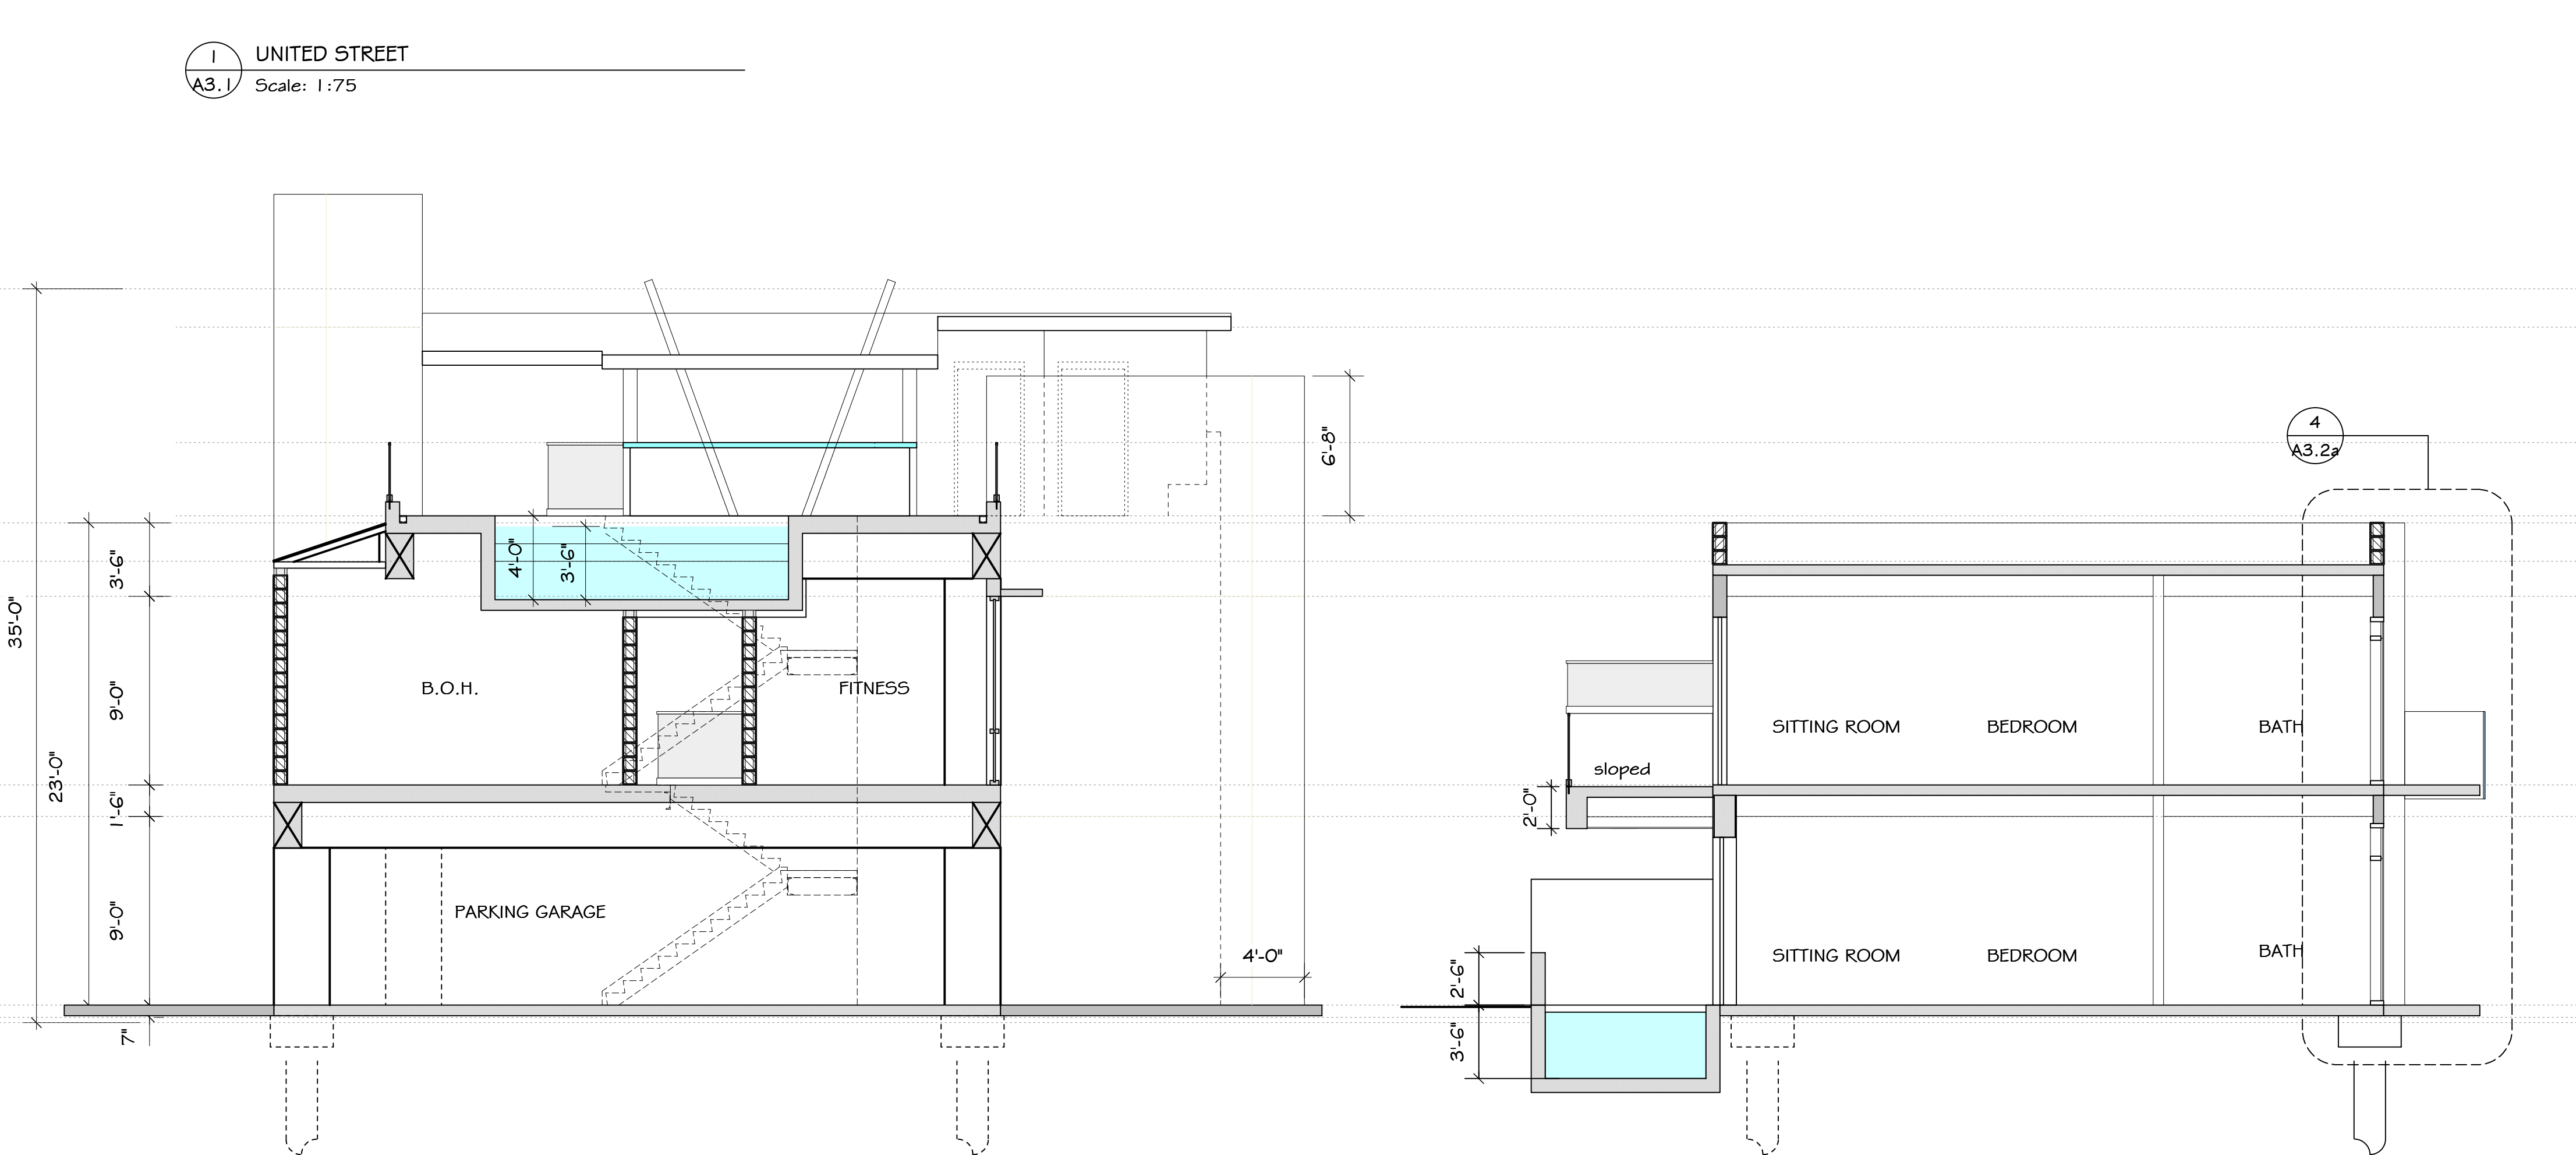 1
A3.1
UNITED STREET
Scale: 1:75
35'-0"
23'-0"
3'-6"
9'-0"
1'-6"
9'-0"
7"
4'-0"
3'-6"
B.O.H.
FITNESS
PARKING GARAGE
6'-8"
4'-0"
4
A3.2a
SITTING ROOM
BEDROOM
BATH
sloped
2'-0"
SITTING ROOM
BEDROOM
BATH
2'-6"
3'-6"